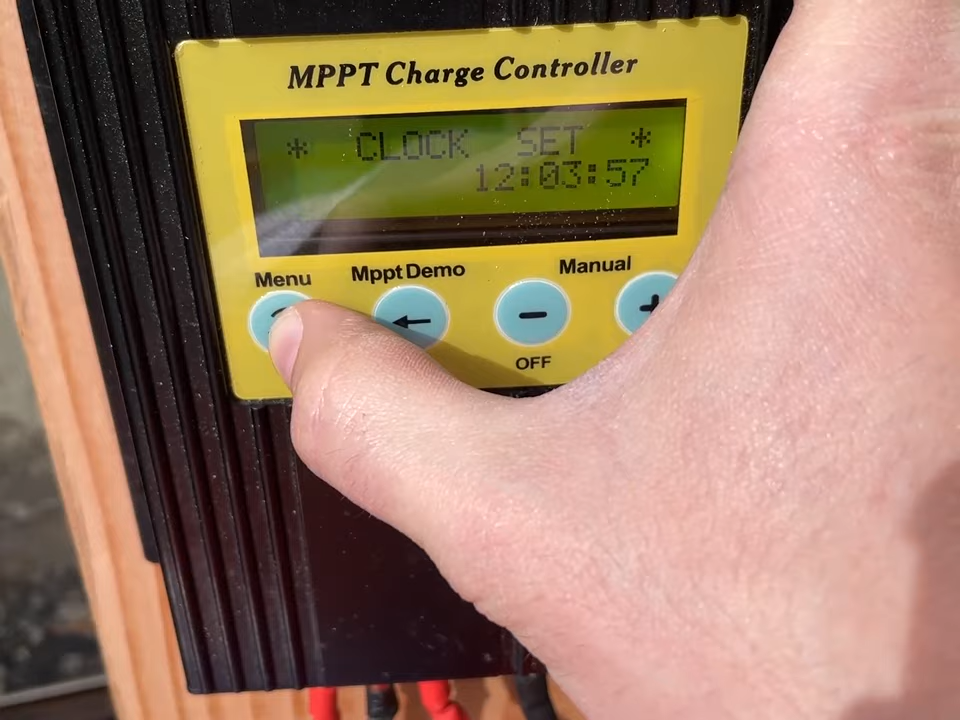 MPPT Charge Controller
* CLOCK SET *
12:03:57
Menu Mppt Demo Manual
← - +
OFF